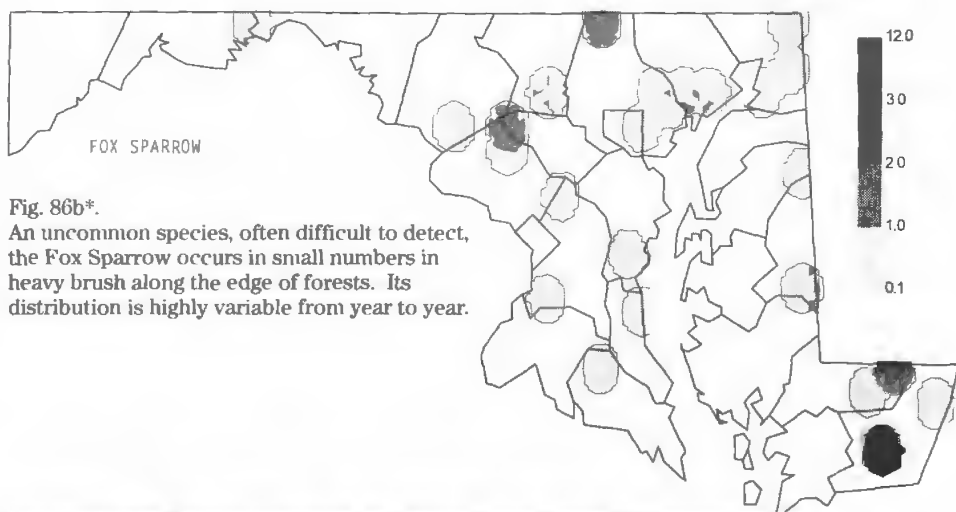 FOX SPARROW
Fig. 86b*.
An uncommon species, often difficult to detect,
the Fox Sparrow occurs in small numbers in
heavy brush along the edge of forests. Its
distribution is highly variable from year to year.
12.0
3.0
2.0
1.0
0.1